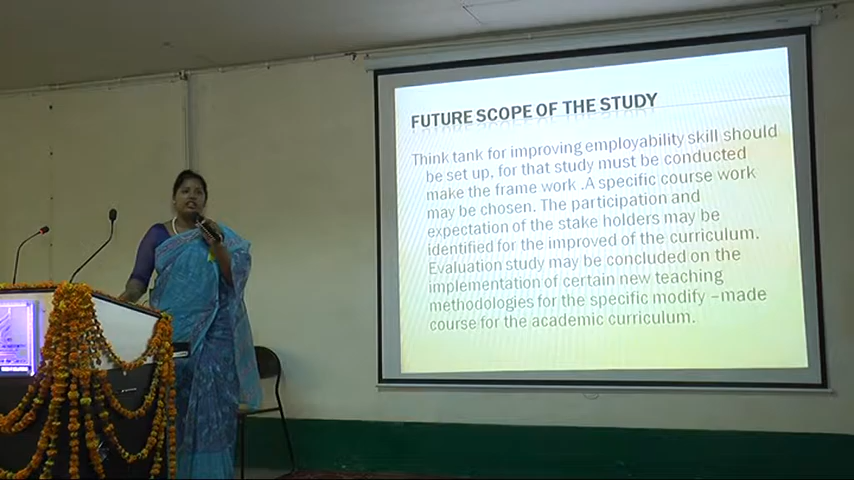 FUTURE SCOPE OF THE STUDY
Think tank for improving employability skill should
be set up, for that study must be conducted
make the frame work .A specific course work
may be chosen. The participation and
expectation of the stake holders may be
identified for the improved of the curriculum.
Evaluation study may be concluded on the
implementation of certain new teaching
methodologies for the specific modify –made
course for the academic curriculum.